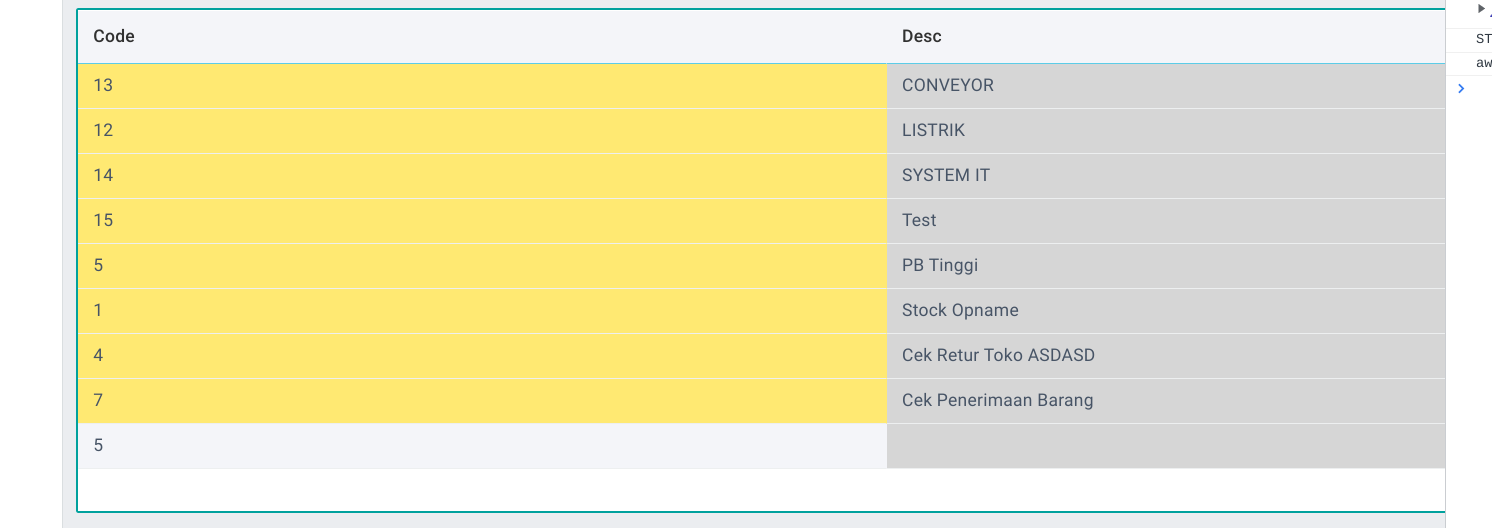 Code Desc
13 CONVEYOR
12 LISTRIK
14 SYSTEM IT
15 Test
5 PB Tinggi
1 Stock Opname
4 Cek Retur Toko ASDASD
7 Cek Penerimaan Barang
5
ST
aw